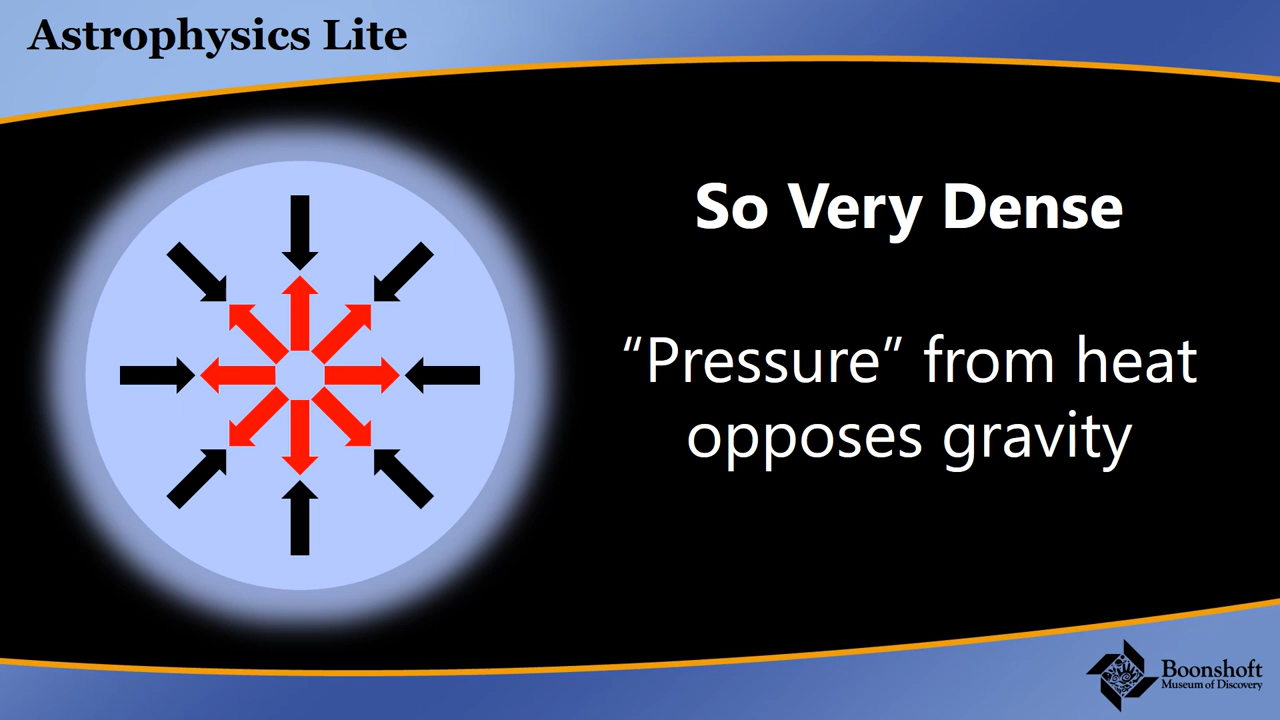 Astrophysics Lite
So Very Dense
“Pressure” from heat
opposes gravity
Boonshoft
Museum of Discovery